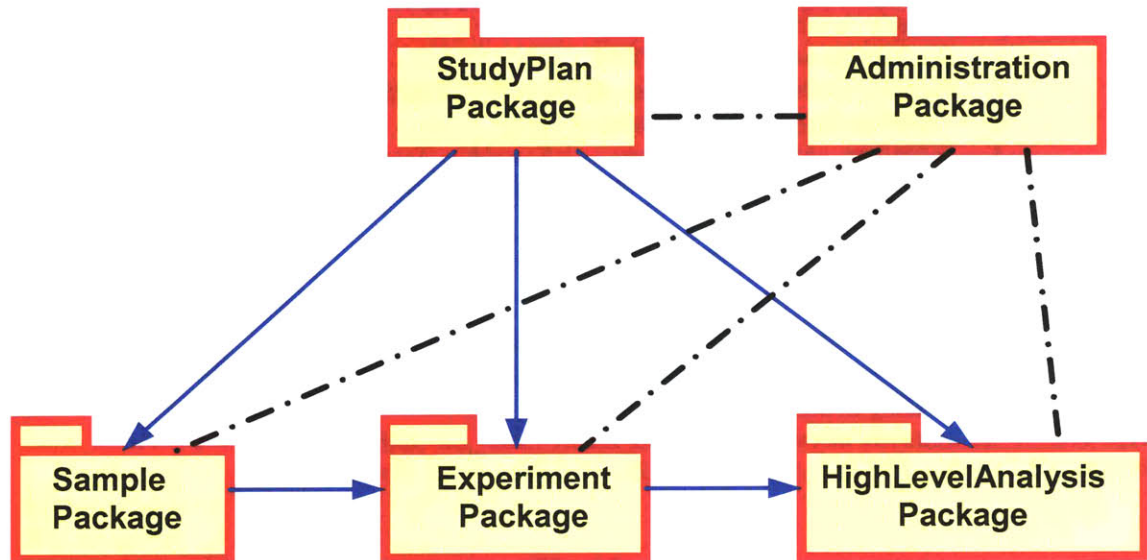 StudyPlan
Package
Administration
Package
Sample
Package
Experiment
Package
HighLevelAnalysis
Package